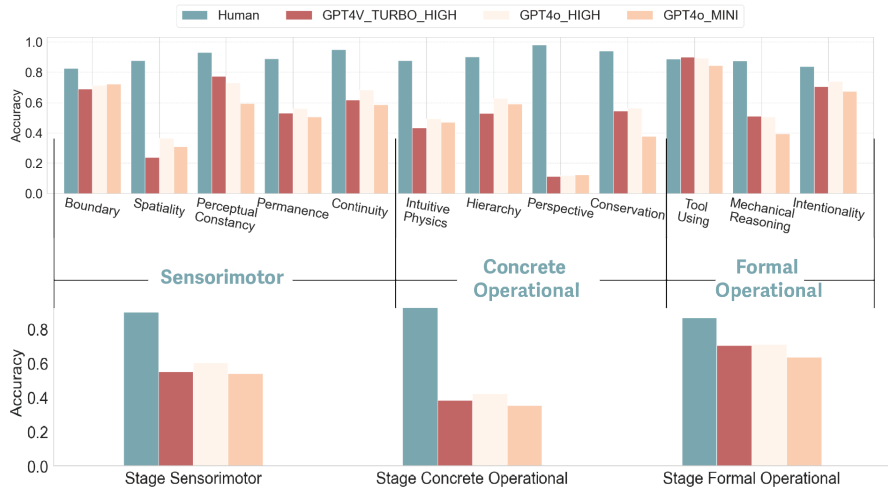 Human GPT4V_TURBO_HIGH GPT4o_HIGH GPT4o_MINI
Accuracy
1.0
0.8
0.6
0.4
0.2
0.0
Boundary
Spatiality
Perceptual
Constancy
Permanence
Continuity
Intuitive
Physics
Hierarchy
Perspective
Conservation
Tool
Using
Mechanical
Reasoning
Intentionality
Sensorimotor
Concrete
Operational
Formal
Operational
Accuracy
0.8
0.6
0.4
0.2
0.0
Stage Sensorimotor
Stage Concrete Operational
Stage Formal Operational